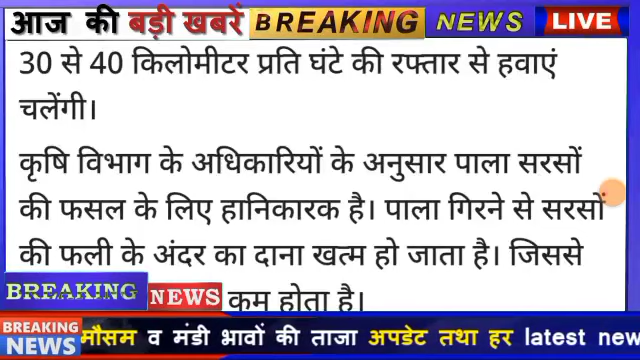 आज की बड़ी खबरें BREAKING NEWS LIVE
30 से 40 किलोमीटर प्रति घंटे की रफ्तार से हवाएं
चलेंगी।
कृषि विभाग के अधिकारियों के अनुसार पाला सरसों
की फसल के लिए हानिकारक है। पाला गिरने से सरसों
की फली के अंदर का दाना खत्म हो जाता है। जिससे
BREAKING NEWS कम होता है।
BREAKING NEWS
मौसम व मंडी भावों की ताजा अपडेट तथा हर latest new